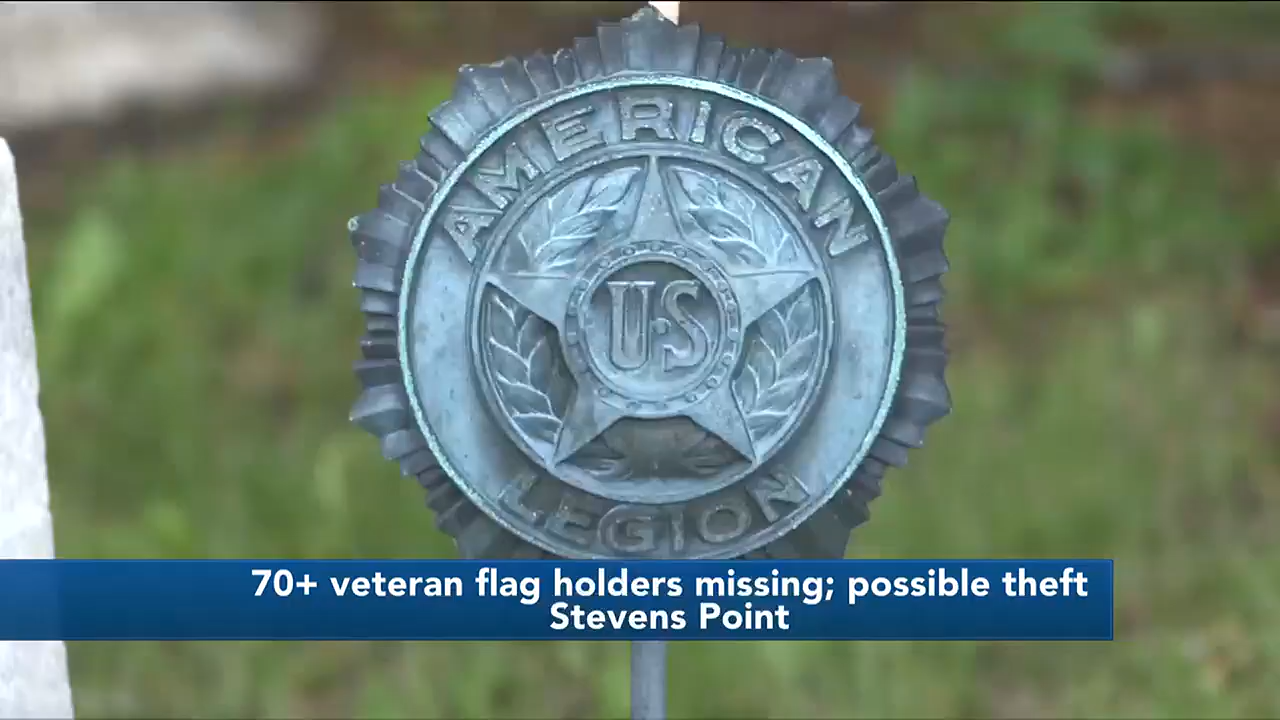 AMERICAN
U.S
LEGION
70+ veteran flag holders missing; possible theft
Stevens Point